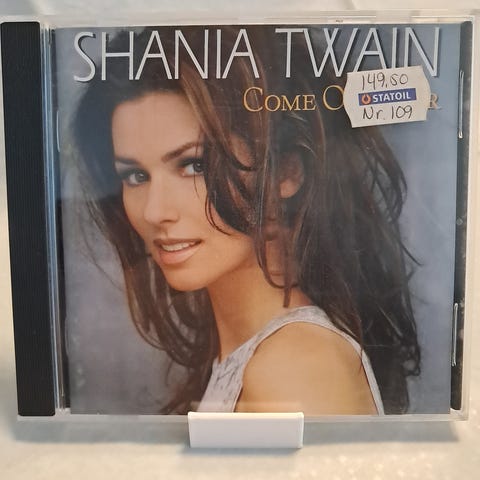 SHANIA TWAIN
COME O R
149,50
STATOIL
Nr. 109